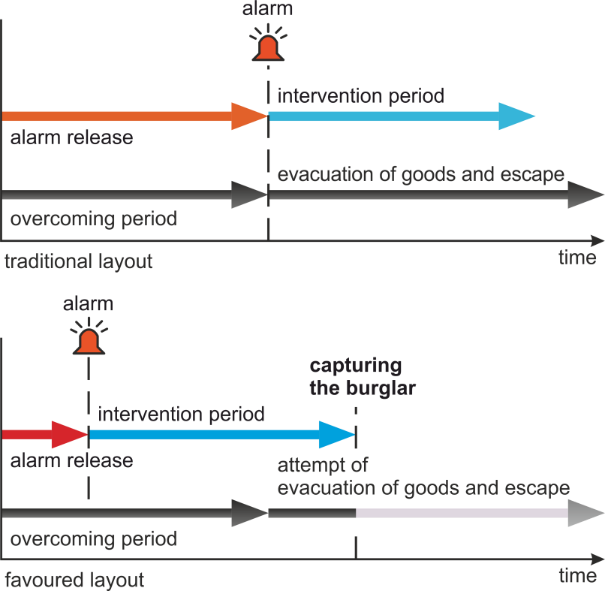 alarm
intervention period
alarm release
evacuation of goods and escape
overcoming period
time
traditional layout
alarm
capturing
the burglar
intervention period
alarm release
attempt of
evacuation of goods and escape
overcoming period
time
favoured layout